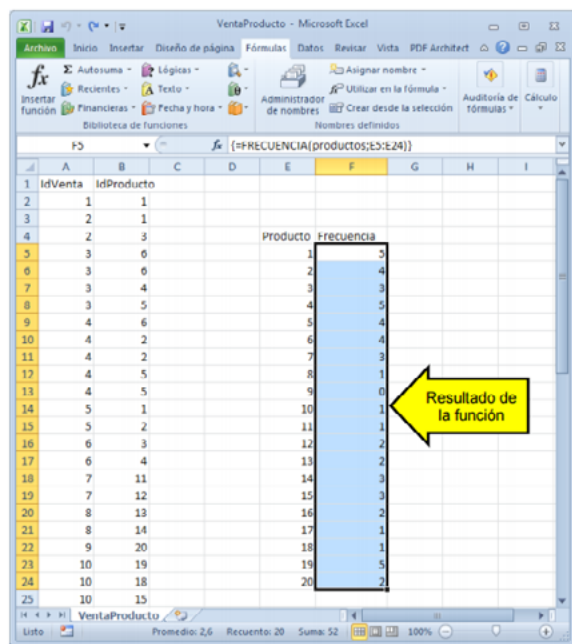 VentaProducto - Microsoft Excel
Archivo Inicio Insertar Diseño de página Fórmulas Datos Revisar Vista PDF Architect
Insertar función
Σ Autosuma
Recientes
Financieras
Lógicas
Texto
Fecha y hora
Biblioteca de funciones
Administrador de nombres
Asignar nombre
Utilizar en la fórmula
Crear desde la selección
Nombres definidos
Auditoría de fórmulas
Cálculo
F5 fx {=FRECUENCIA(productos;E5:E24)}
A B C D E F G H I
1 IdVenta IdProducto
2 1 1
3 2 1
4 2 3 Producto Frecuencia
5 3 6 1 5
6 3 6 2 4
7 3 4 3 3
8 3 5 4 5
9 4 6 5 4
10 4 2 6 4
11 4 2 7 3
12 4 5 8 1
13 4 5 9 0
14 5 1 10 1
15 5 2 11 1
16 6 3 12 2
17 6 4 13 2
18 7 11 14 3
19 7 12 15 3
20 8 13 16 2
21 8 14 17 1
22 9 20 18 1
23 10 19 19 5
24 10 18 20 2
25 10 15
Resultado de
la función
VentaProducto
Listo Promedio: 2,6 Recuento: 20 Suma: 52 100%